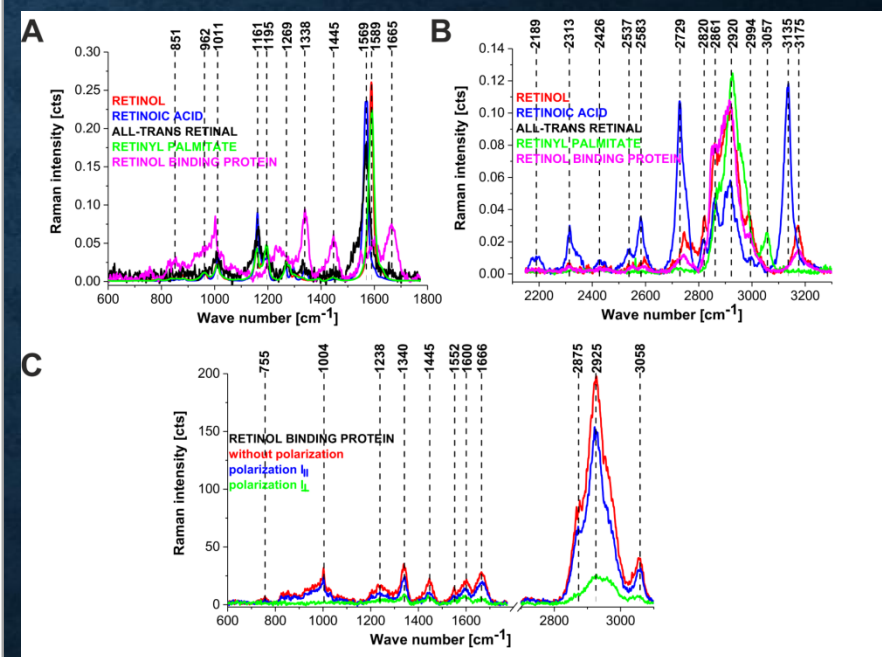 A
851
962
1011
1161
1195
1269
1338
1445
1569
1589
1665
0.30
0.25
0.20
0.15
0.10
0.05
0.00
Raman intensity [cts]
RETINOL
RETINOIC ACID
ALL-TRANS RETINAL
RETINYL PALMITATE
RETINOL BINDING PROTEIN
600 800 1000 1200 1400 1600 1800
Wave number [cm-1]
B
2189
2313
2426
2537
2583
2729
2820
2861
2920
2994
3057
3135
3175
0.14
0.12
0.10
0.08
0.06
0.04
0.02
0.00
Raman intensity [cts]
RETINOL
RETINOIC ACID
ALL-TRANS RETINAL
RETINYL PALMITATE
RETINOL BINDING PROTEIN
2200 2400 2600 2800 3000 3200
Wave number [cm-1]
C
755
1004
1238
1340
1445
1552
1600
1666
2875
2925
3058
200
150
100
50
0
Raman intensity [cts]
RETINOL BINDING PROTEIN
without polarization
polarization I||
polarization I⊥
600 800 1000 1200 1400 1600 2800 3000
Wave number [cm-1]